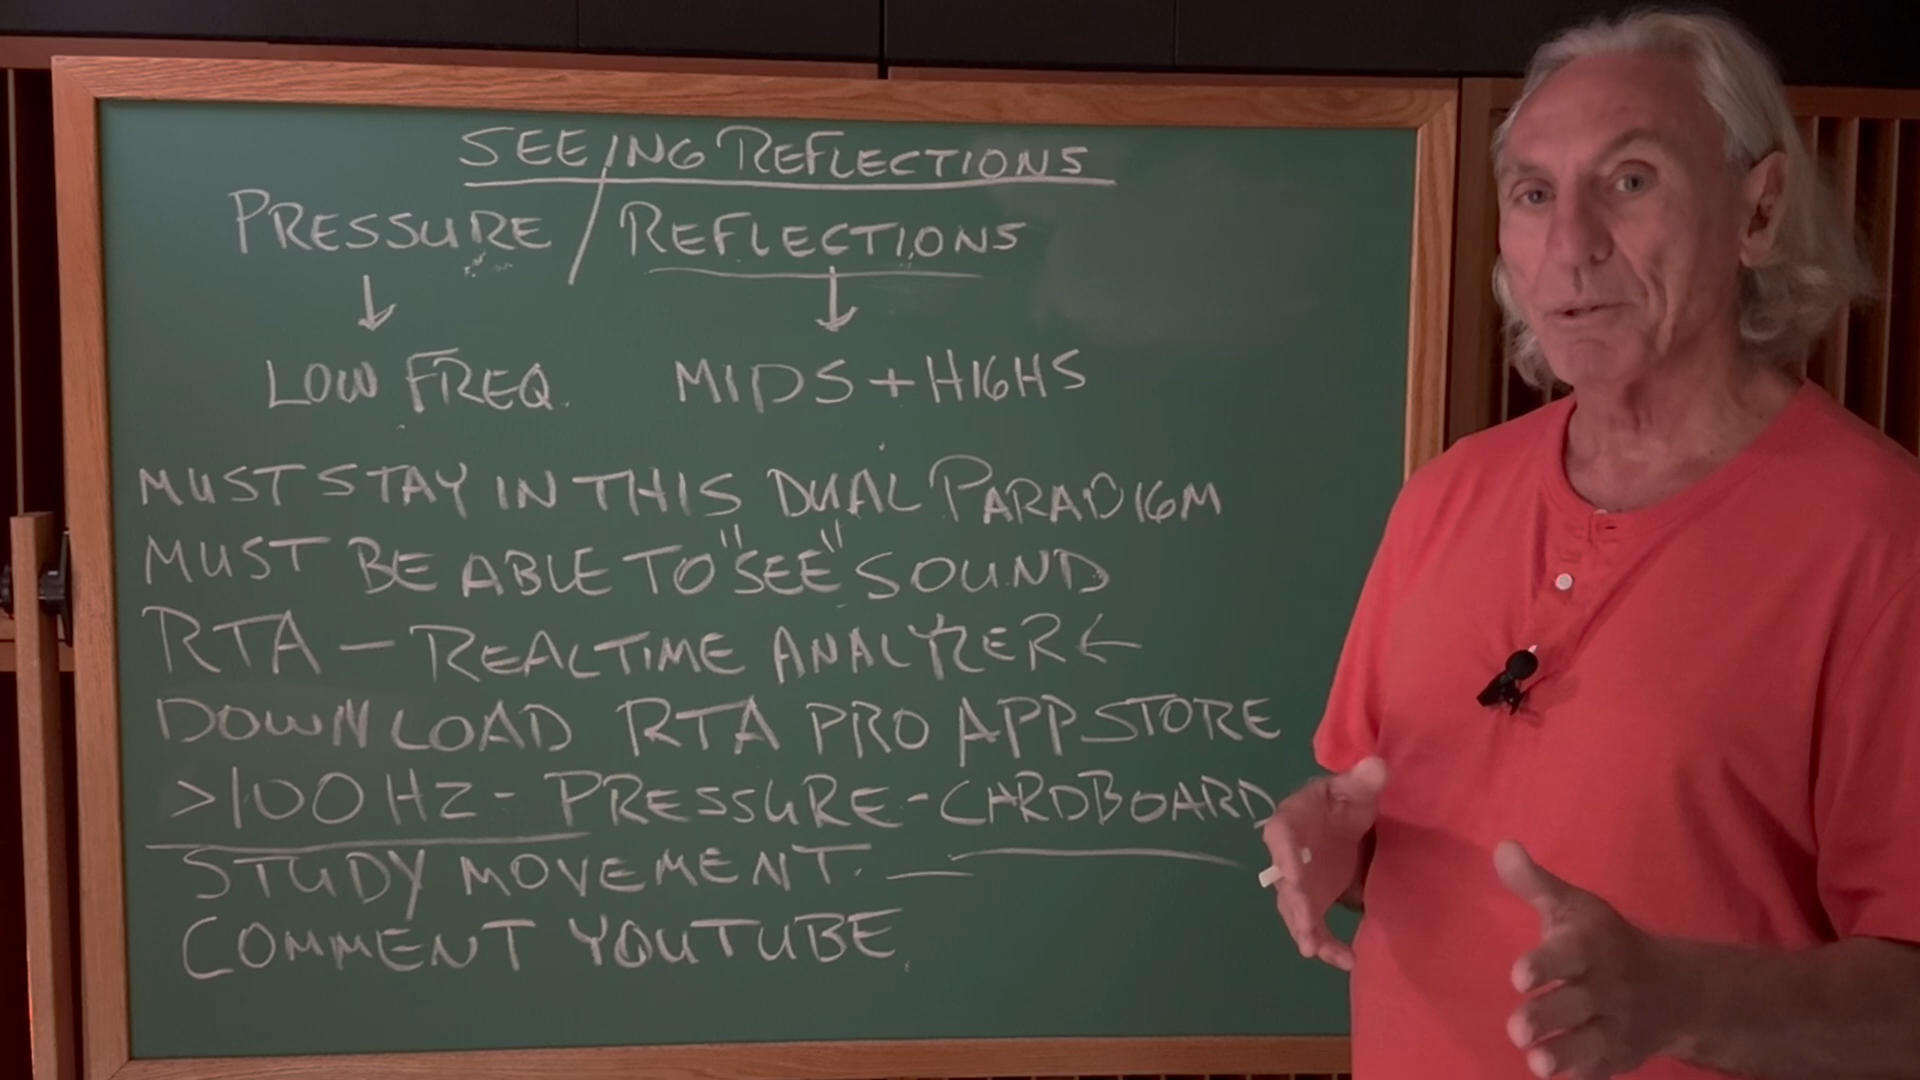 SEEING REFLECTIONS
PRESSURE / REFLECTIONS
LOW FREQ. MIDS + HIGHS
MUST STAY IN THIS DUAL PARADIGM
MUST BE ABLE TO "SEE" SOUND
RTA - REALTIME ANALYZER ←
DOWNLOAD RTA PRO APP STORE
>100 HZ - PRESSURE - CARDBOARD
STUDY MOVEMENT. —
COMMENT YOUTUBE.